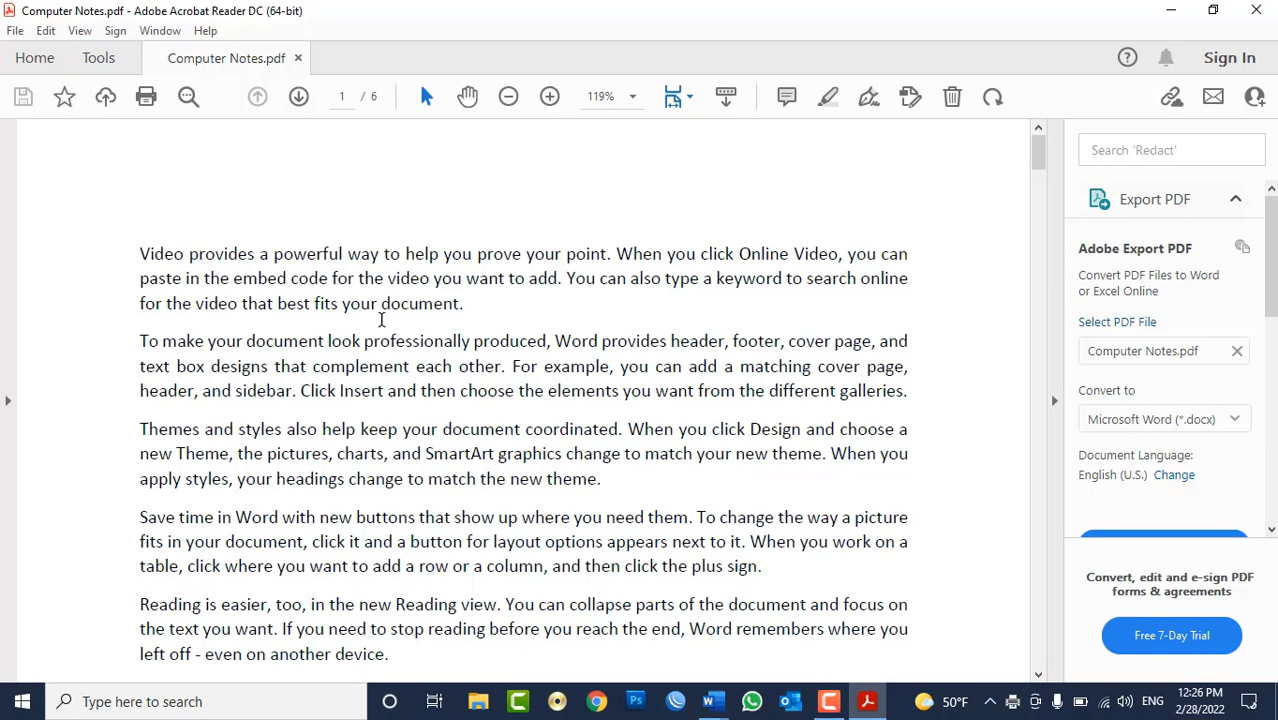 Computer Notes.pdf - Adobe Acrobat Reader DC (64-bit)
File Edit View Sign Window Help
Home Tools Computer Notes.pdf × Sign In
1 / 6 119%
Video provides a powerful way to help you prove your point. When you click Online Video, you can
paste in the embed code for the video you want to add. You can also type a keyword to search online
for the video that best fits your document.
To make your document look professionally produced, Word provides header, footer, cover page, and
text box designs that complement each other. For example, you can add a matching cover page,
header, and sidebar. Click Insert and then choose the elements you want from the different galleries.
Themes and styles also help keep your document coordinated. When you click Design and choose a
new Theme, the pictures, charts, and SmartArt graphics change to match your new theme. When you
apply styles, your headings change to match the new theme.
Save time in Word with new buttons that show up where you need them. To change the way a picture
fits in your document, click it and a button for layout options appears next to it. When you work on a
table, click where you want to add a row or a column, and then click the plus sign.
Reading is easier, too, in the new Reading view. You can collapse parts of the document and focus on
the text you want. If you need to stop reading before you reach the end, Word remembers where you
left off - even on another device.
Search 'Redact'
Export PDF
Adobe Export PDF
Convert PDF Files to Word
or Excel Online
Select PDF File
Computer Notes.pdf
Convert to
Microsoft Word (*.docx)
Document Language:
English (U.S.) Change
Convert, edit and e-sign PDF
forms & agreements
Free 7-Day Trial
Type here to search
Ps
50°F
ENG
12:26 PM
2/28/2022